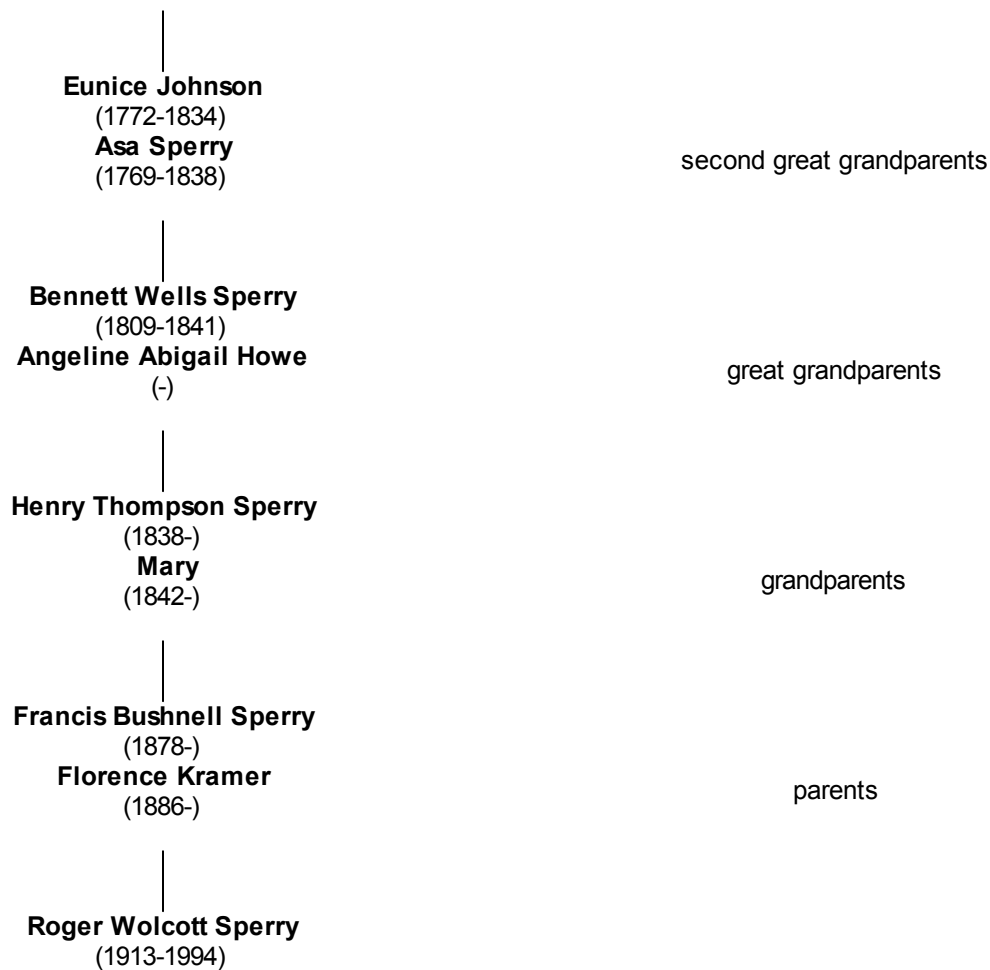 Eunice Johnson
(1772-1834)
Asa Sperry
(1769-1838)
second great grandparents
Bennett Wells Sperry
(1809-1841)
Angeline Abigail Howe
(-)
great grandparents
Henry Thompson Sperry
(1838-)
Mary
(1842-)
grandparents
Francis Bushnell Sperry
(1878-)
Florence Kramer
(1886-)
parents
Roger Wolcott Sperry
(1913-1994)